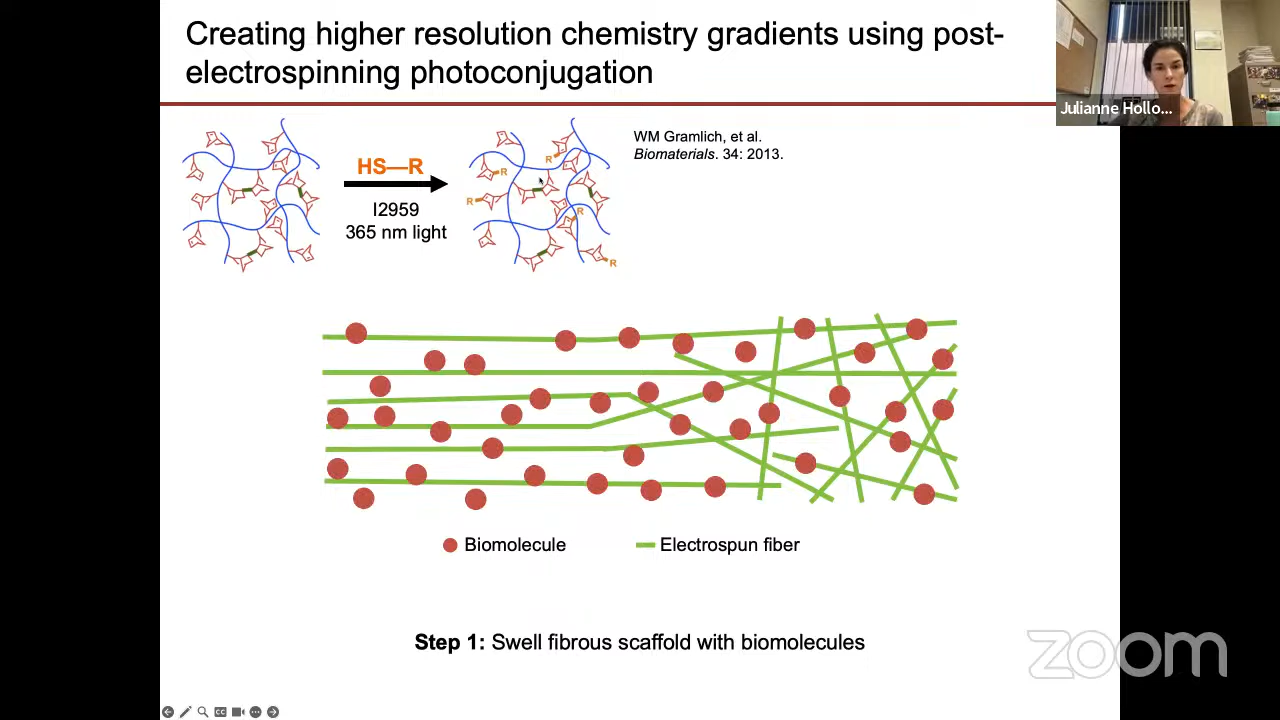 Creating higher resolution chemistry gradients using post-
electrospinning photoconjugation
Julianne Hollo...
WM Gramlich, et al.
Biomaterials. 34: 2013.
HS—R
I2959
365 nm light
R
R
R
R
R
Biomolecule
Electrospun fiber
Step 1: Swell fibrous scaffold with biomolecules
zoom